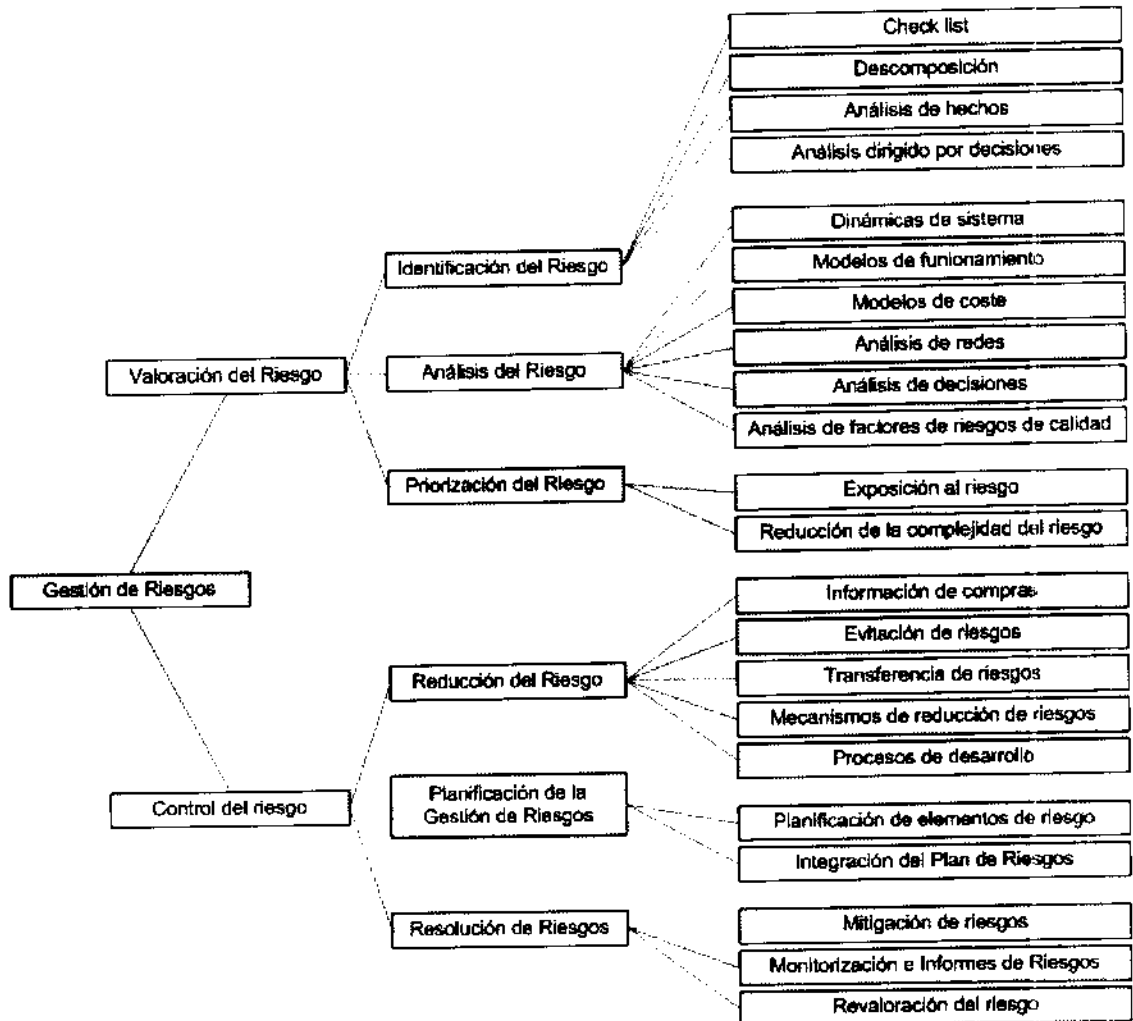 Check list
Descomposición
Análisis de hechos
Análisis dirigido por decisiones
Dinámicas de sistema
Identificación del Riesgo
Modelos de funionamiento
Modelos de coste
Análisis de redes
Valoración del Riesgo
Análisis del Riesgo
Análisis de decisiones
Análisis de factores de riesgos de calidad
Priorización del Riesgo
Exposición al riesgo
Reducción de la complejidad del riesgo
Gestión de Riesgos
Información de compras
Evitación de riesgos
Reducción del Riesgo
Transferencia de riesgos
Mecanismos de reducción de riesgos
Procesos de desarrollo
Control del riesgo
Planificación de la
Gestión de Riesgos
Planificación de elementos de riesgo
Integración del Plan de Riesgos
Resolución de Riesgos
Mitigación de riesgos
Monitorización e Informes de Riesgos
Revaloración del riesgo